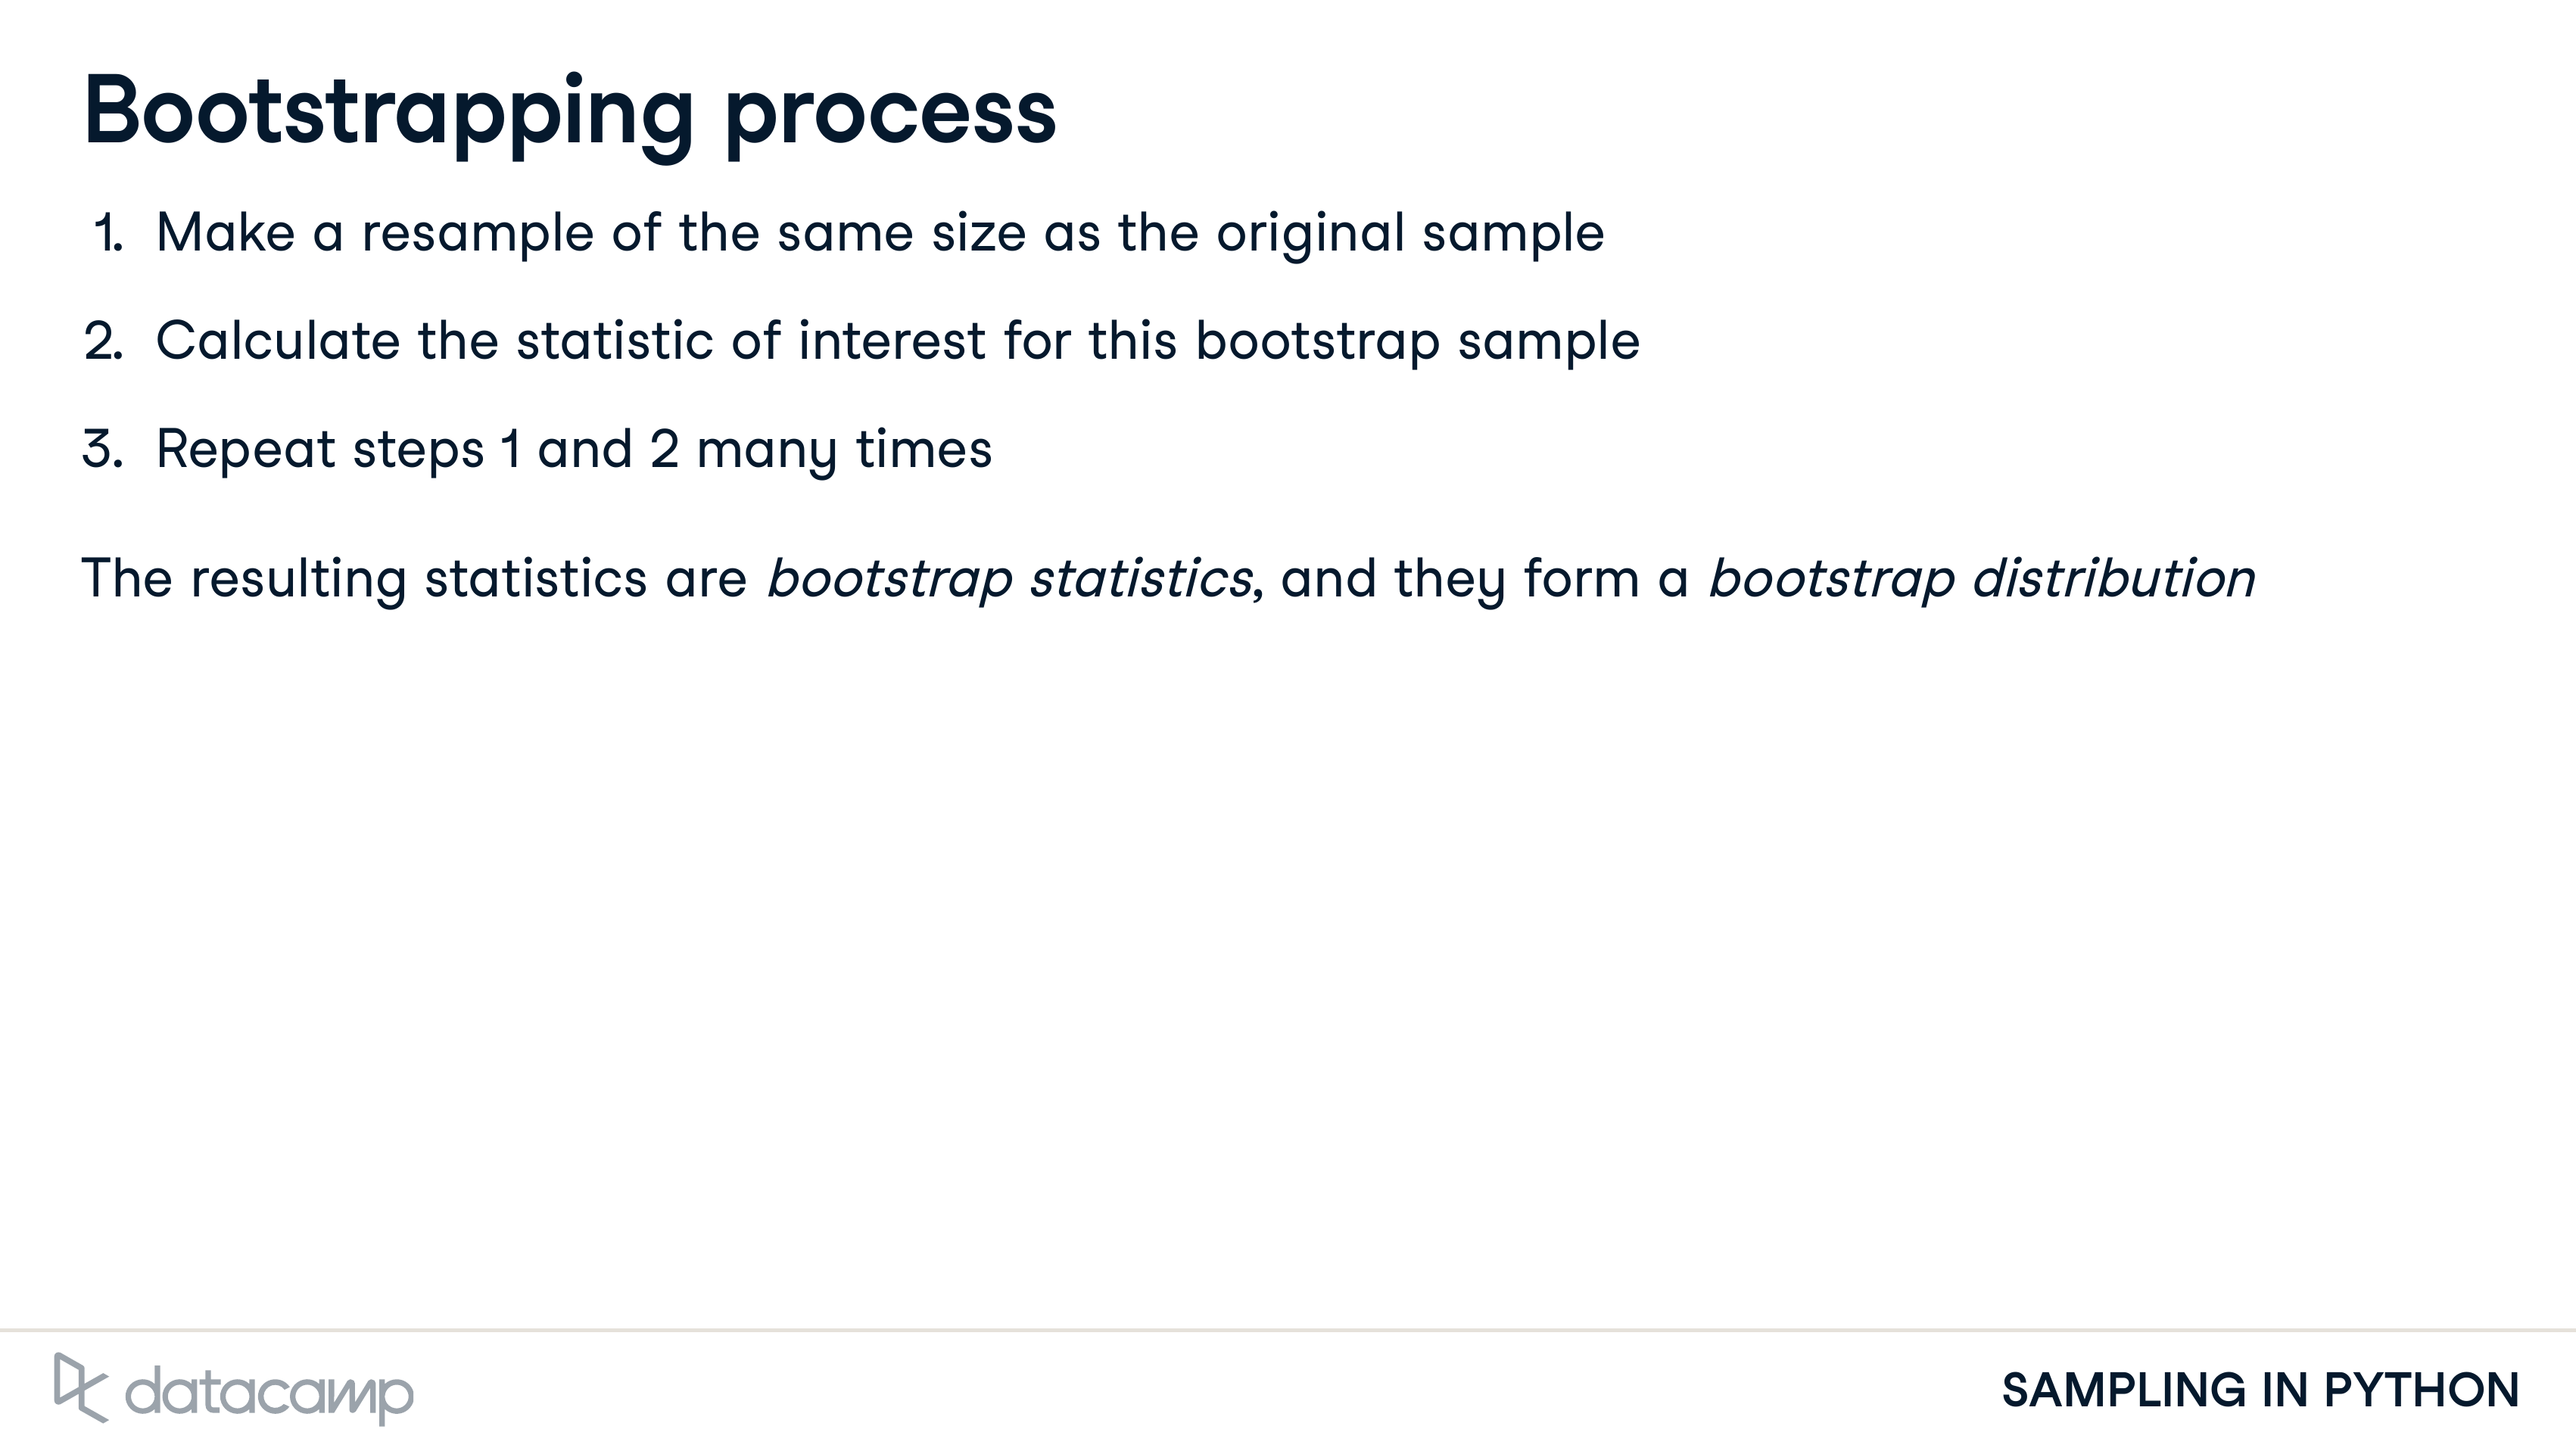 Bootstrapping process
1. Make a resample of the same size as the original sample
2. Calculate the statistic of interest for this bootstrap sample
3. Repeat steps 1 and 2 many times
The resulting statistics are bootstrap statistics, and they form a bootstrap distribution
datacamp
SAMPLING IN PYTHON